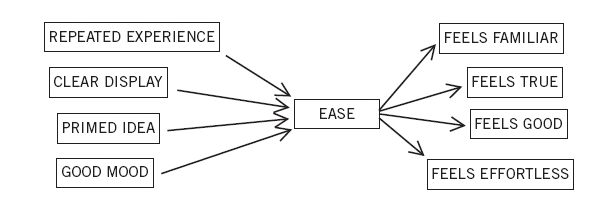 REPEATED EXPERIENCE
CLEAR DISPLAY
PRIMED IDEA
GOOD MOOD
EASE
FEELS FAMILIAR
FEELS TRUE
FEELS GOOD
FEELS EFFORTLESS